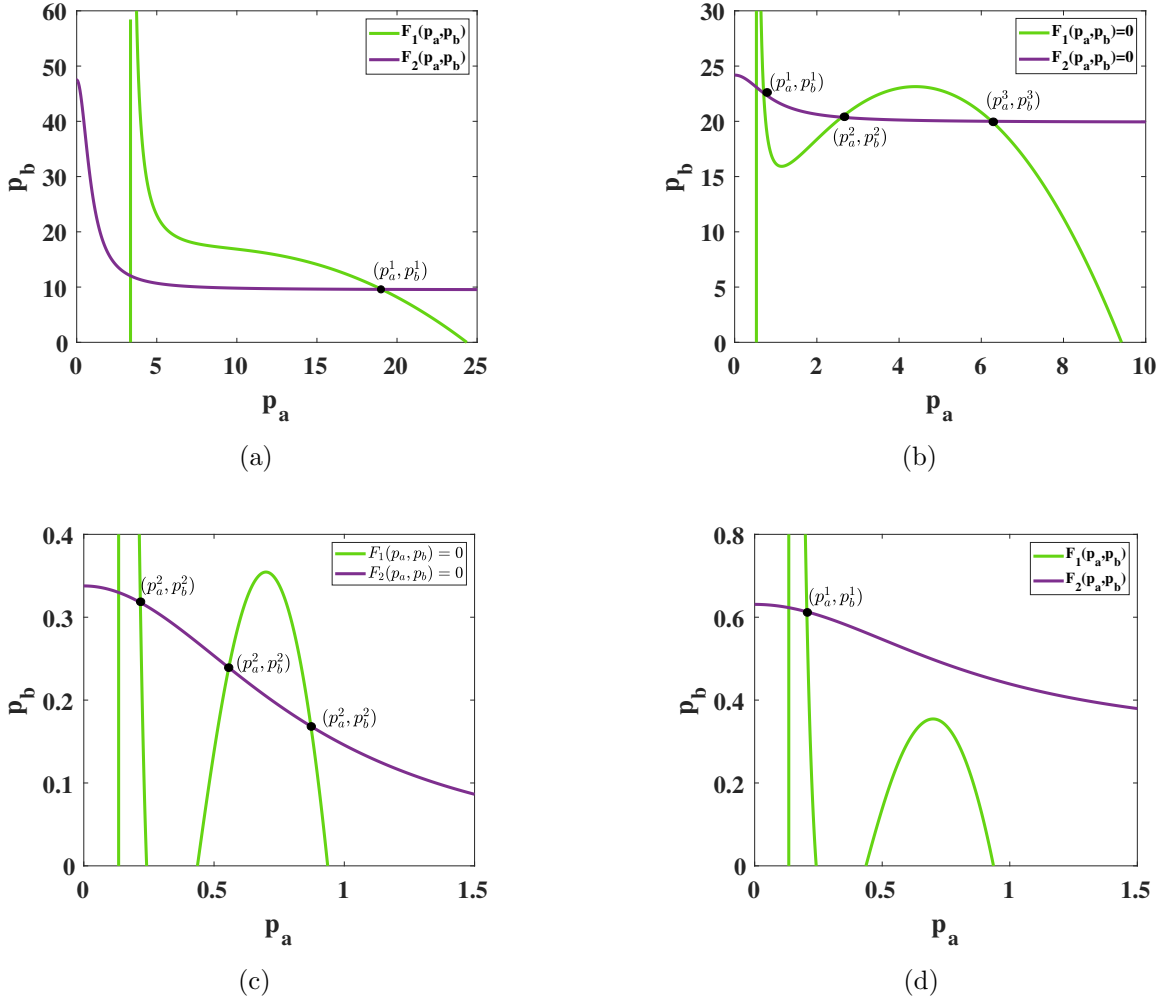 60
50
40
30
20
10
0
p_b
F_1(p_a,p_b)
F_2(p_a,p_b)
(p_a^1, p_b^1)
0 5 10 15 20 25
p_a
(a)
30
25
20
15
10
5
0
p_b
F_1(p_a,p_b)=0
F_2(p_a,p_b)=0
(p_a^1, p_b^1)
(p_a^2, p_b^2)
(p_a^3, p_b^3)
0 2 4 6 8 10
p_a
(b)
0.4
0.3
0.2
0.1
0
p_b
F_1(p_a, p_b) = 0
F_2(p_a, p_b) = 0
(p_a^2, p_b^2)
(p_a^2, p_b^2)
(p_a^2, p_b^2)
0 0.5 1 1.5
p_a
(c)
0.8
0.6
0.4
0.2
0
p_b
F_1(p_a,p_b)
F_2(p_a,p_b)
(p_a^1, p_b^1)
0 0.5 1 1.5
p_a
(d)